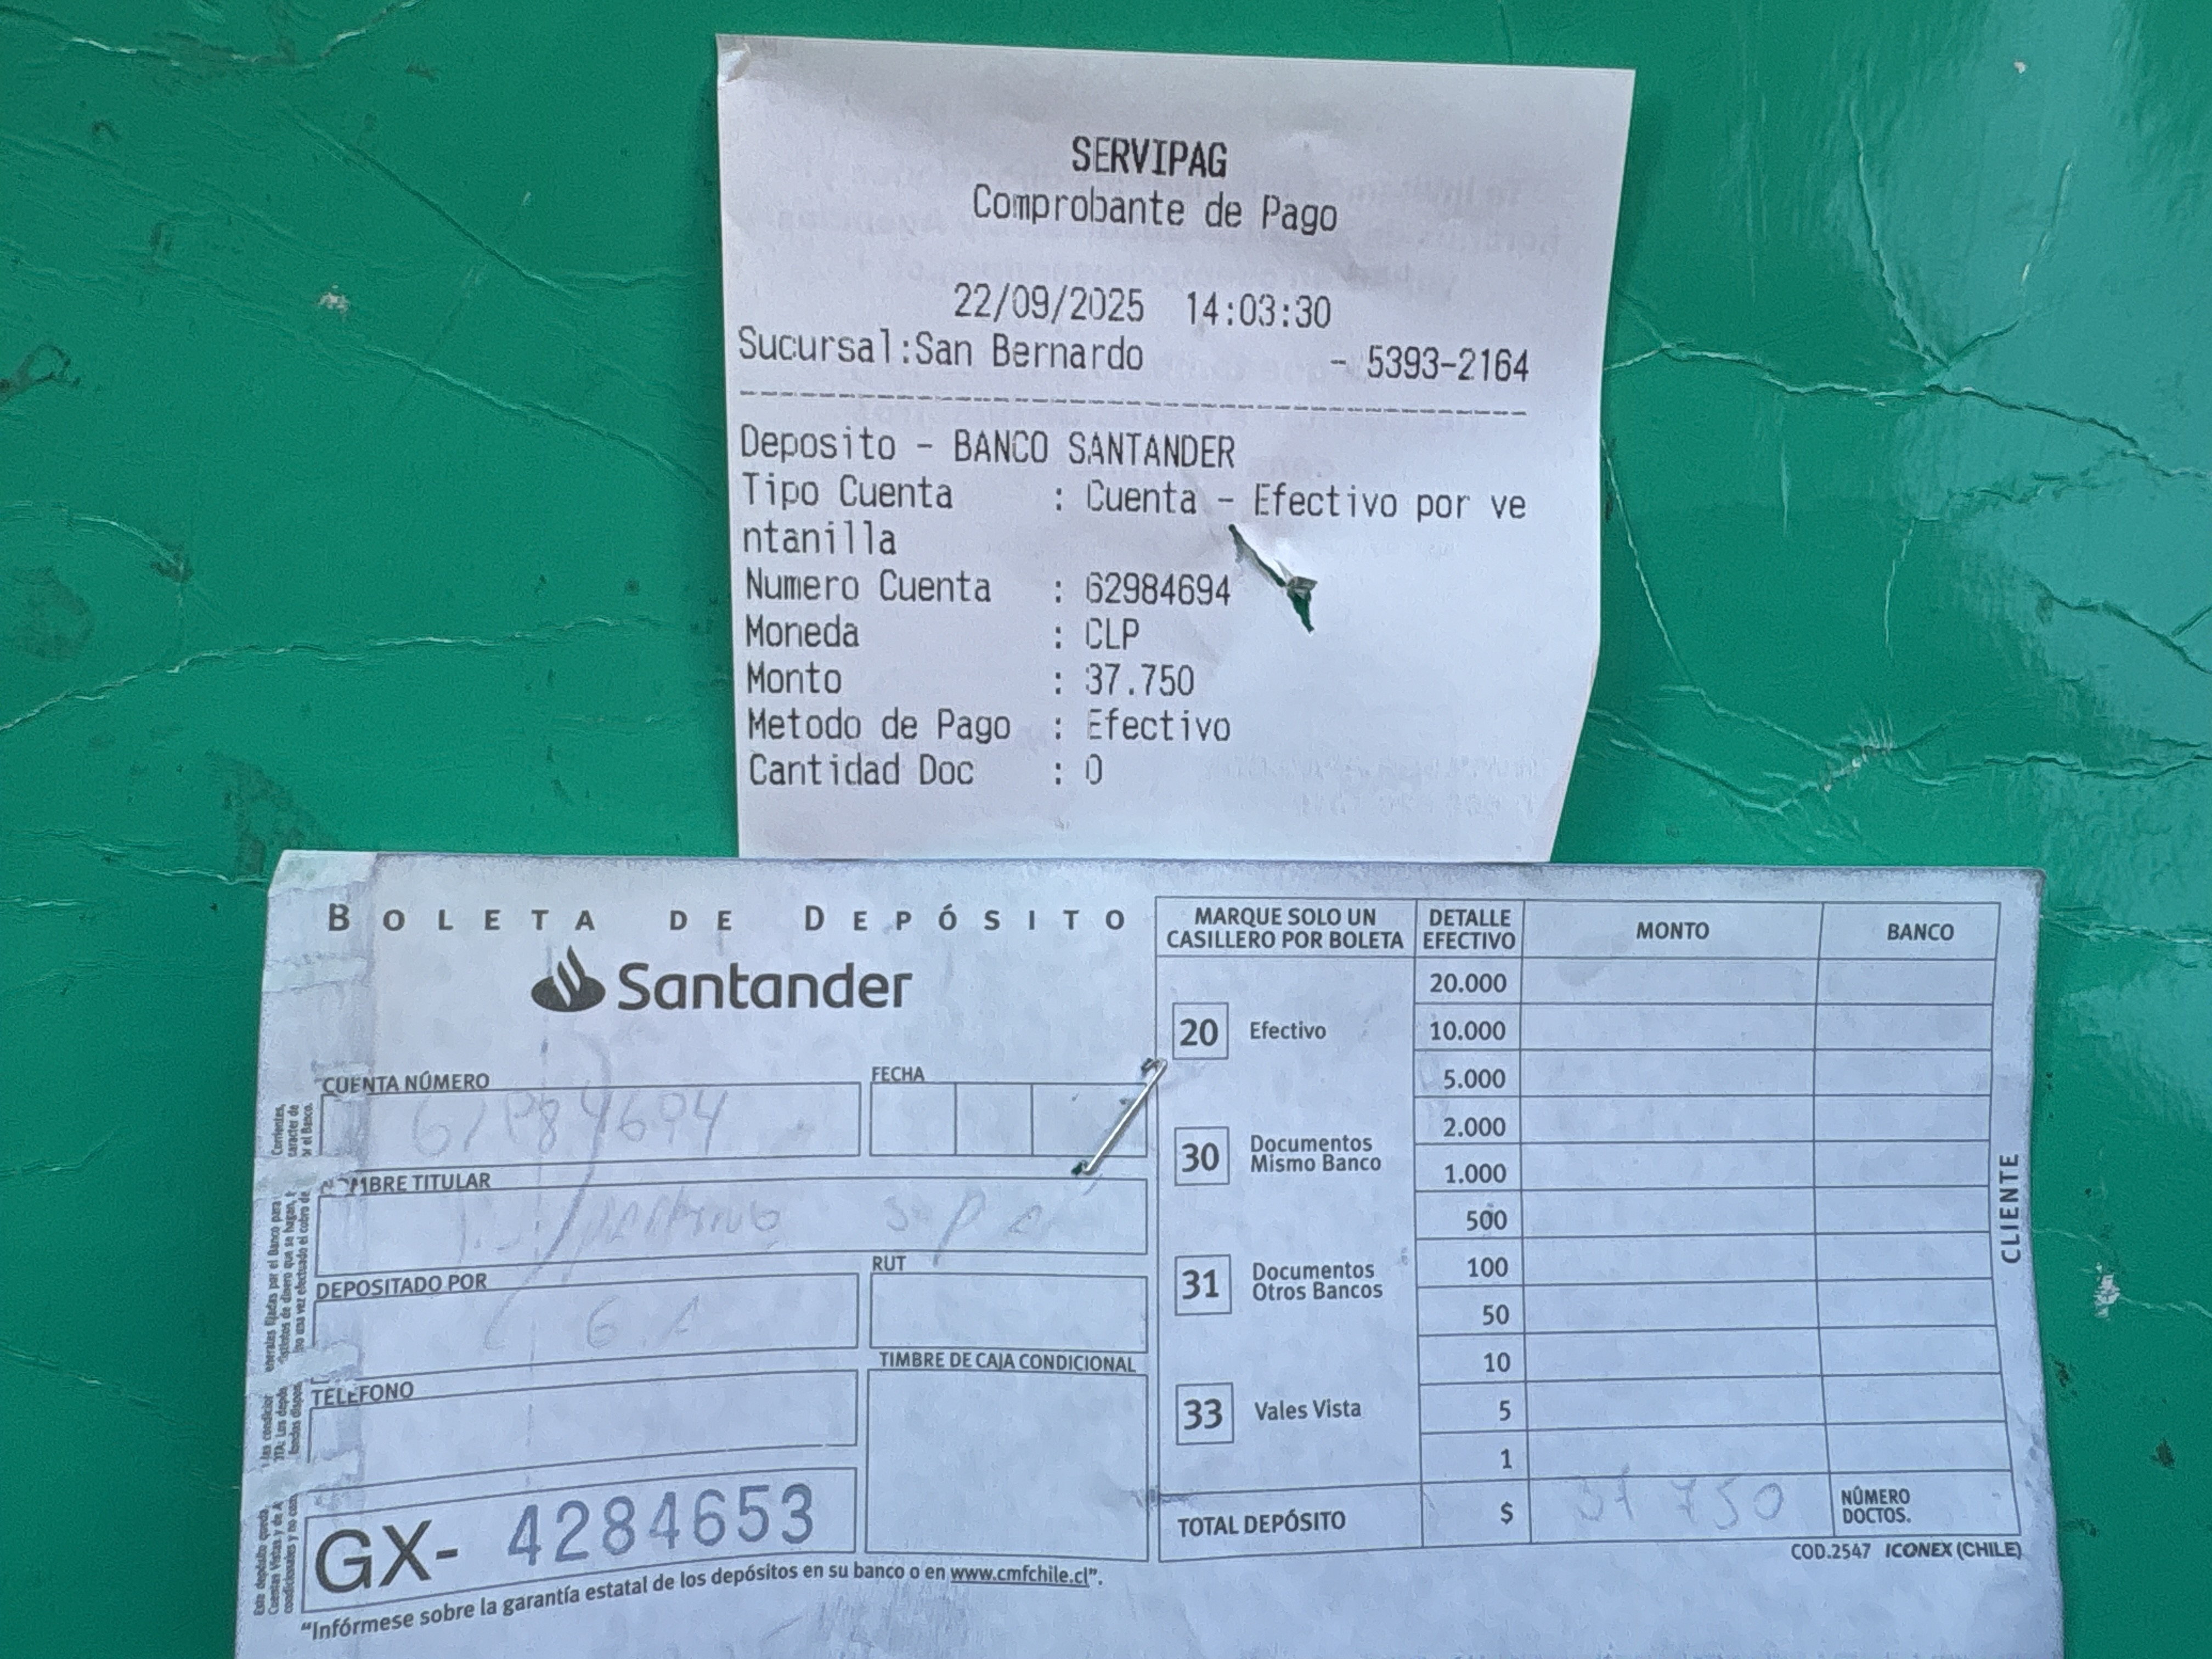 SERVIPAG
Comprobante de Pago
22/09/2025 14:03:30
Sucursal:San Bernardo - 5393-2164
Deposito - BANCO SANTANDER
Tipo Cuenta : Cuenta - Efectivo por ve
ntanilla
Numero Cuenta : 62984694
Moneda : CLP
Monto : 37.750
Metodo de Pago : Efectivo
Cantidad Doc : 0
BOLETA DE DEPÓSITO
Santander
CUENTA NÚMERO
FECHA
MBRE TITULAR
DEPOSITADO POR
RUT
TELÉFONO
TIMBRE DE CAJA CONDICIONAL
GX- 4284653
"Infórmese sobre la garantía estatal de los depósitos en su banco o en www.cmfchile.cl".
MARQUE SOLO UN
CASILLERO POR BOLETA
20 Efectivo
30 Documentos
Mismo Banco
31 Documentos
Otros Bancos
33 Vales Vista
DETALLE
EFECTIVO
MONTO
BANCO
20.000
10.000
5.000
2.000
1.000
500
100
50
10
5
1
TOTAL DEPÓSITO $
NÚMERO
DOCTOS.
COD.2547 ICONEX (CHILE)
CLIENTE